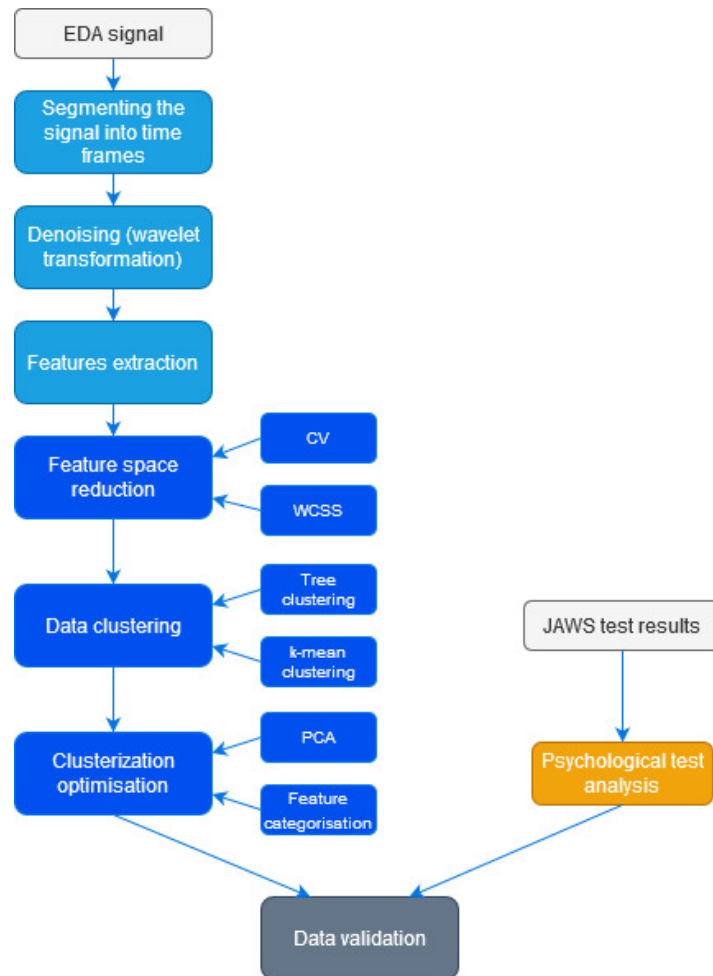 EDA signal
Segmenting the
signal into time
frames
Denoising (wavelet
transformation)
Features extraction
Feature space
reduction
CV
WCSS
Data clustering
Tree
clustering
k-mean
clustering
Clusterization
optimisation
PCA
Feature
categorisation
JAWS test results
Psychological test
analysis
Data validation